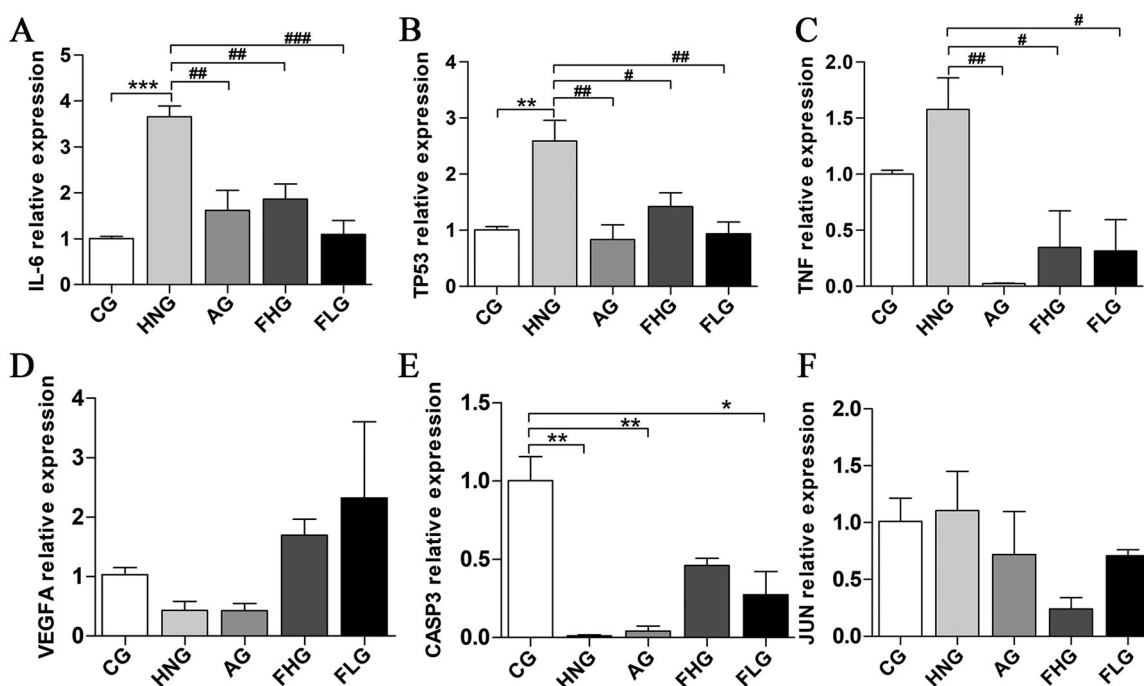 A
IL-6 relative expression
5
4
3
2
1
0
***
##
##
###
CG
HNG
AG
FHG
FLG
B
TP53 relative expression
4
3
2
1
0
**
##
#
##
CG
HNG
AG
FHG
FLG
C
TNF relative expression
2.0
1.5
1.0
0.5
0.0
##
#
#
CG
HNG
AG
FHG
FLG
D
VEGFA relative expression
4
3
2
1
0
CG
HNG
AG
FHG
FLG
E
CASP3 relative expression
1.5
1.0
0.5
0.0
**
**
*
CG
HNG
AG
FHG
FLG
F
JUN relative expression
2.0
1.5
1.0
0.5
0.0
CG
HNG
AG
FHG
FLG